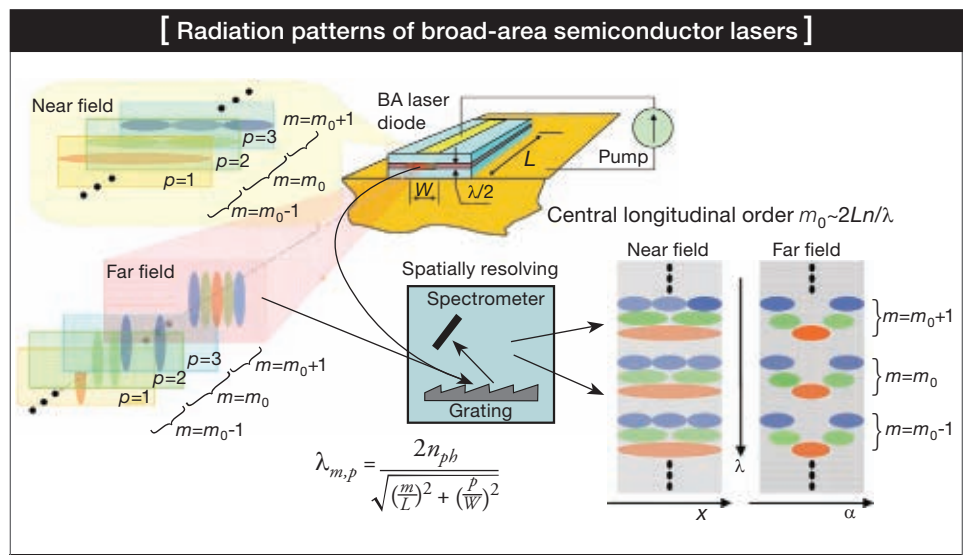 [ Radiation patterns of broad-area semiconductor lasers ]
Near field
p=3
p=2
p=1
m=m0+1
m=m0
m=m0-1
BA laser
diode
L
Pump
W
λ/2
Central longitudinal order m0~2Ln/λ
Far field
p=3
p=2
p=1
m=m0+1
m=m0
m=m0-1
Spatially resolving
Spectrometer
Grating
λm,p = 2nph / √((m/L)² + (p/W)²)
Near field
Far field
m=m0+1
m=m0
m=m0-1
λ
x
α